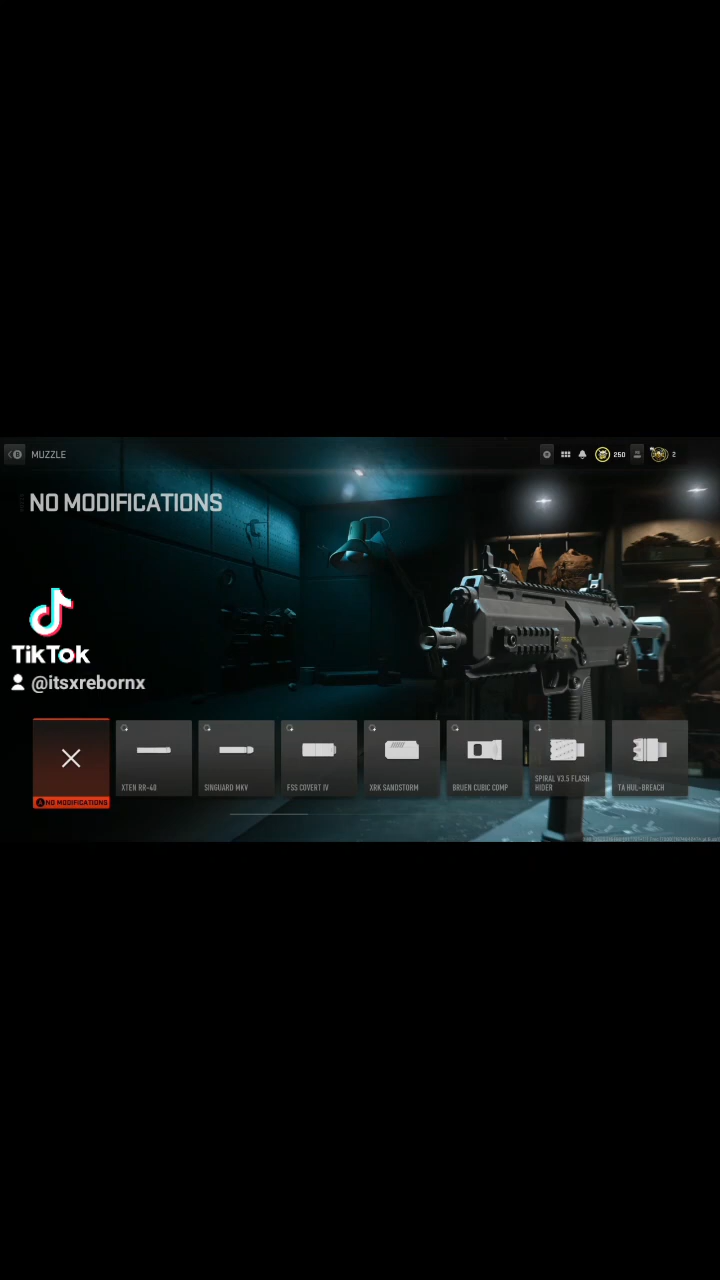 B MUZZLE
250
2
NO MODIFICATIONS
TikTok
@itsxrebornx
A NO MODIFICATIONS
XTEN RR-40
SINGUARD MKV
FSS COVERT IV
XRK SANDSTORM
BRUEN CUBIC COMP
SPIRAL V3.5 FLASH
HIDER
TA HUL-BREACH